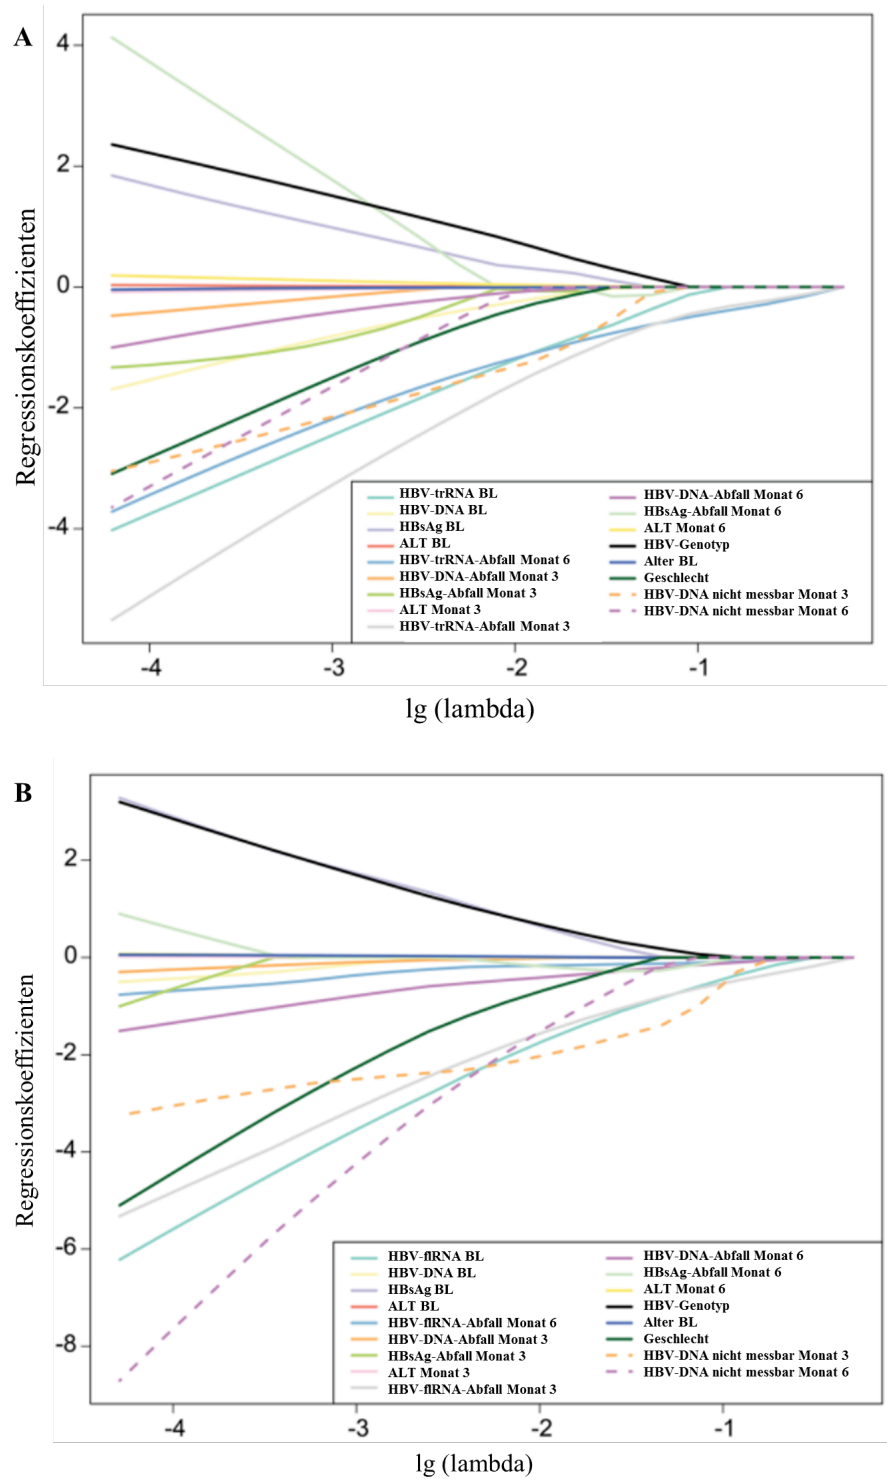 A
4
2
0
-2
-4
Regressionskoeffizienten
HBV-trRNA BL
HBV-DNA BL
HBsAg BL
ALT BL
HBV-trRNA-Abfall Monat 6
HBV-DNA-Abfall Monat 3
HBsAg-Abfall Monat 3
ALT Monat 3
HBV-trRNA-Abfall Monat 3
HBV-DNA-Abfall Monat 6
HBsAg-Abfall Monat 6
ALT Monat 6
HBV-Genotyp
Alter BL
Geschlecht
HBV-DNA nicht messbar Monat 3
HBV-DNA nicht messbar Monat 6
-4 -3 -2 -1
lg (lambda)
B
2
0
-2
-4
-6
-8
Regressionskoeffizienten
HBV-flRNA BL
HBV-DNA BL
HBsAg BL
ALT BL
HBV-flRNA-Abfall Monat 6
HBV-DNA-Abfall Monat 3
HBsAg-Abfall Monat 3
ALT Monat 3
HBV-flRNA-Abfall Monat 3
HBV-DNA-Abfall Monat 6
HBsAg-Abfall Monat 6
ALT Monat 6
HBV-Genotyp
Alter BL
Geschlecht
HBV-DNA nicht messbar Monat 3
HBV-DNA nicht messbar Monat 6
-4 -3 -2 -1
lg (lambda)